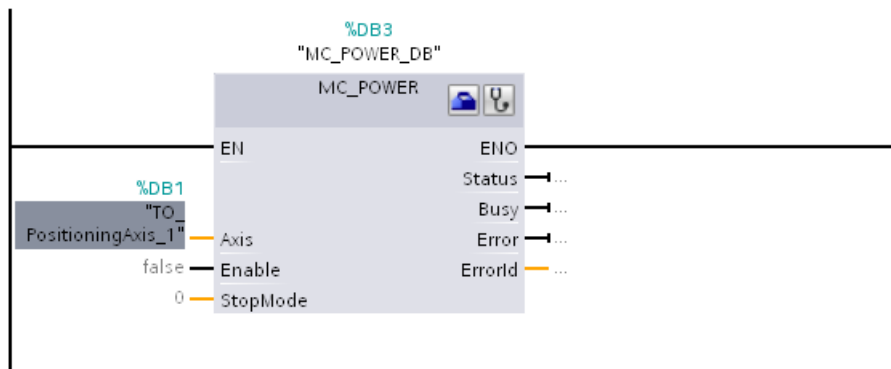 %DB3
"MC_POWER_DB"
MC_POWER
EN ENO
Status ...
%DB1
"TO_
Busy ...
PositioningAxis_1" Axis Error ...
false Enable ErrorId ...
0 StopMode